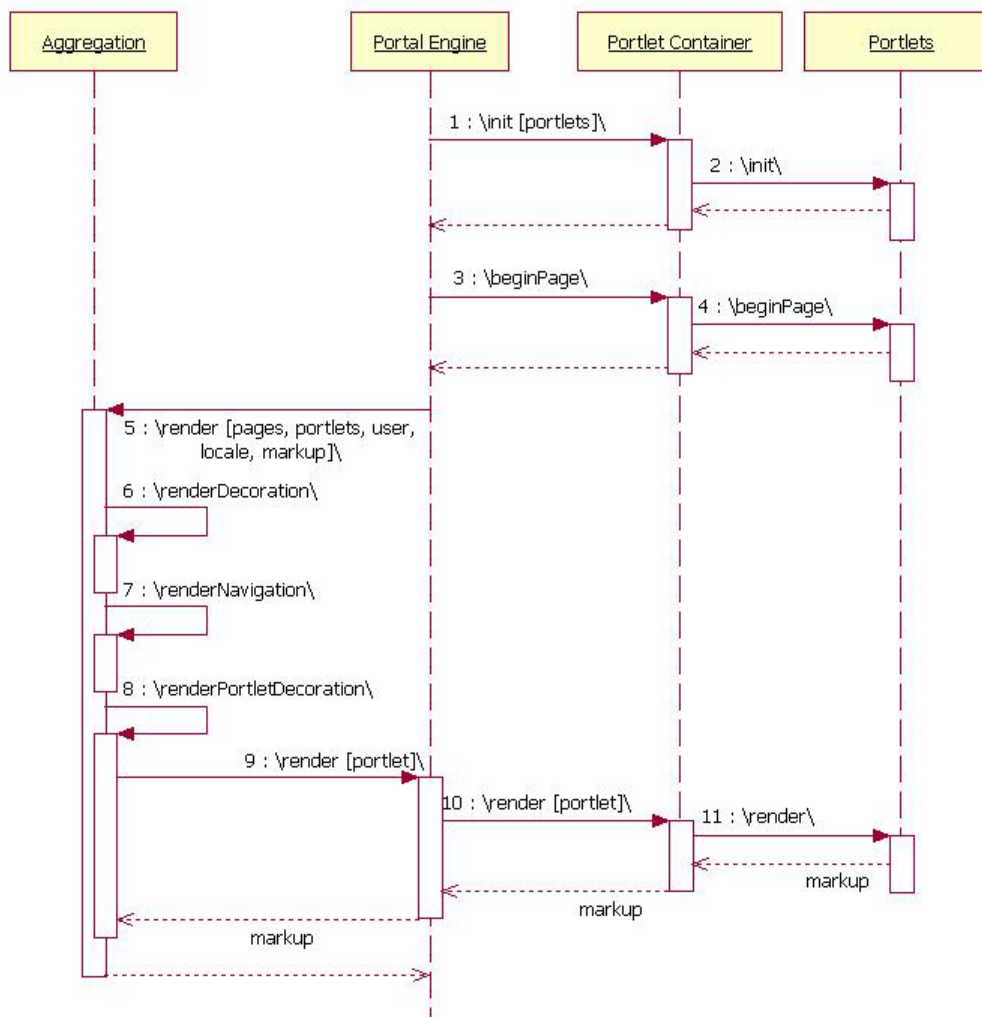 Aggregation
Portal Engine
Portlet Container
Portlets
1 : \init [portlets]\
2 : \init\
3 : \beginPage\
4 : \beginPage\
5 : \render [pages, portlets, user,
locale, markup]\
6 : \renderDecoration\
7 : \renderNavigation\
8 : \renderPortletDecoration\
9 : \render [portlet]\
10 : \render [portlet]\
11 : \render\
markup
markup
markup